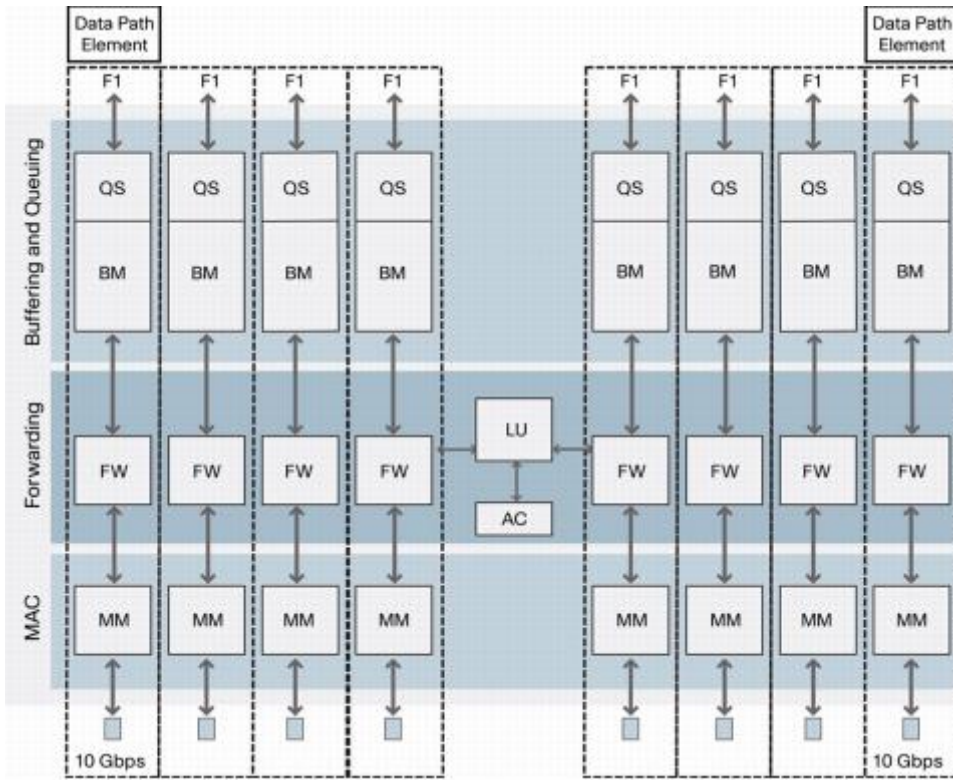 Data Path
Element
Data Path
Element
F1 F1 F1 F1 F1 F1 F1 F1
Buffering and Queuing
QS QS QS QS QS QS QS QS
BM BM BM BM BM BM BM BM
Forwarding
LU
FW FW FW FW FW FW FW FW
AC
MAC
MM MM MM MM MM MM MM MM
10 Gbps
10 Gbps